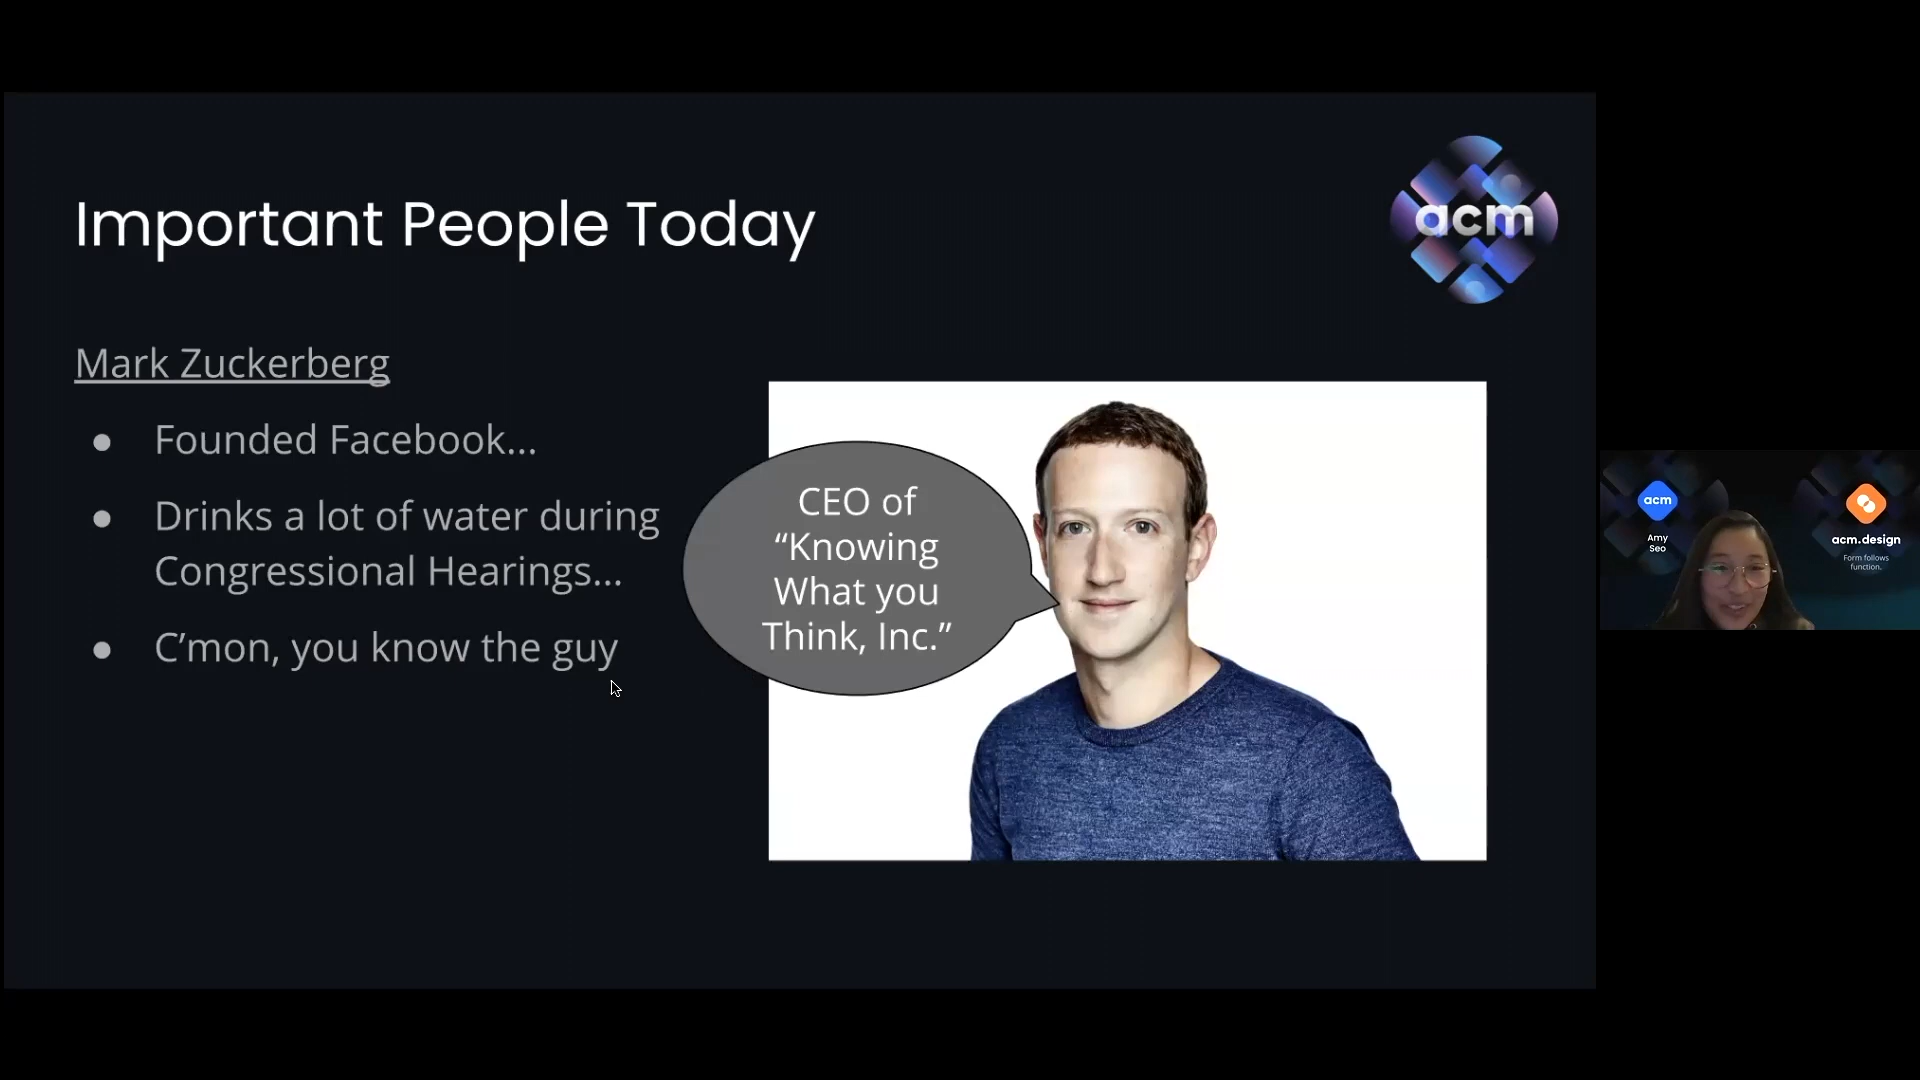 Important People Today
acm
Mark Zuckerberg
● Founded Facebook...
● Drinks a lot of water during
Congressional Hearings...
● C’mon, you know the guy
CEO of
“Knowing
What you
Think, Inc.”
acm
Amy
Seo
acm.design
Form follows
function.